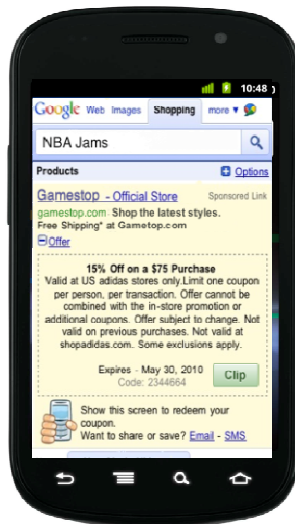 10:48
Google Web Images Shopping more ▼
NBA Jams
Products + Options
Gamestop - Official Store Sponsored Link
gamestop.com Shop the latest styles.
Free Shipping* at Gametop.com
Offer
15% Off on a $75 Purchase
Valid at US adidas stores only.Limit one coupon
per person, per transaction. Offer cannot be
combined with the in-store promotion or
additional coupons. Offer subject to change. Not
valid on previous purchases. Not valid at
shopadidas.com. Some exclusions apply.
Expires - May 30, 2010
Code: 2344664
Clip
Show this screen to redeem your
coupon.
Want to share or save? Email - SMS